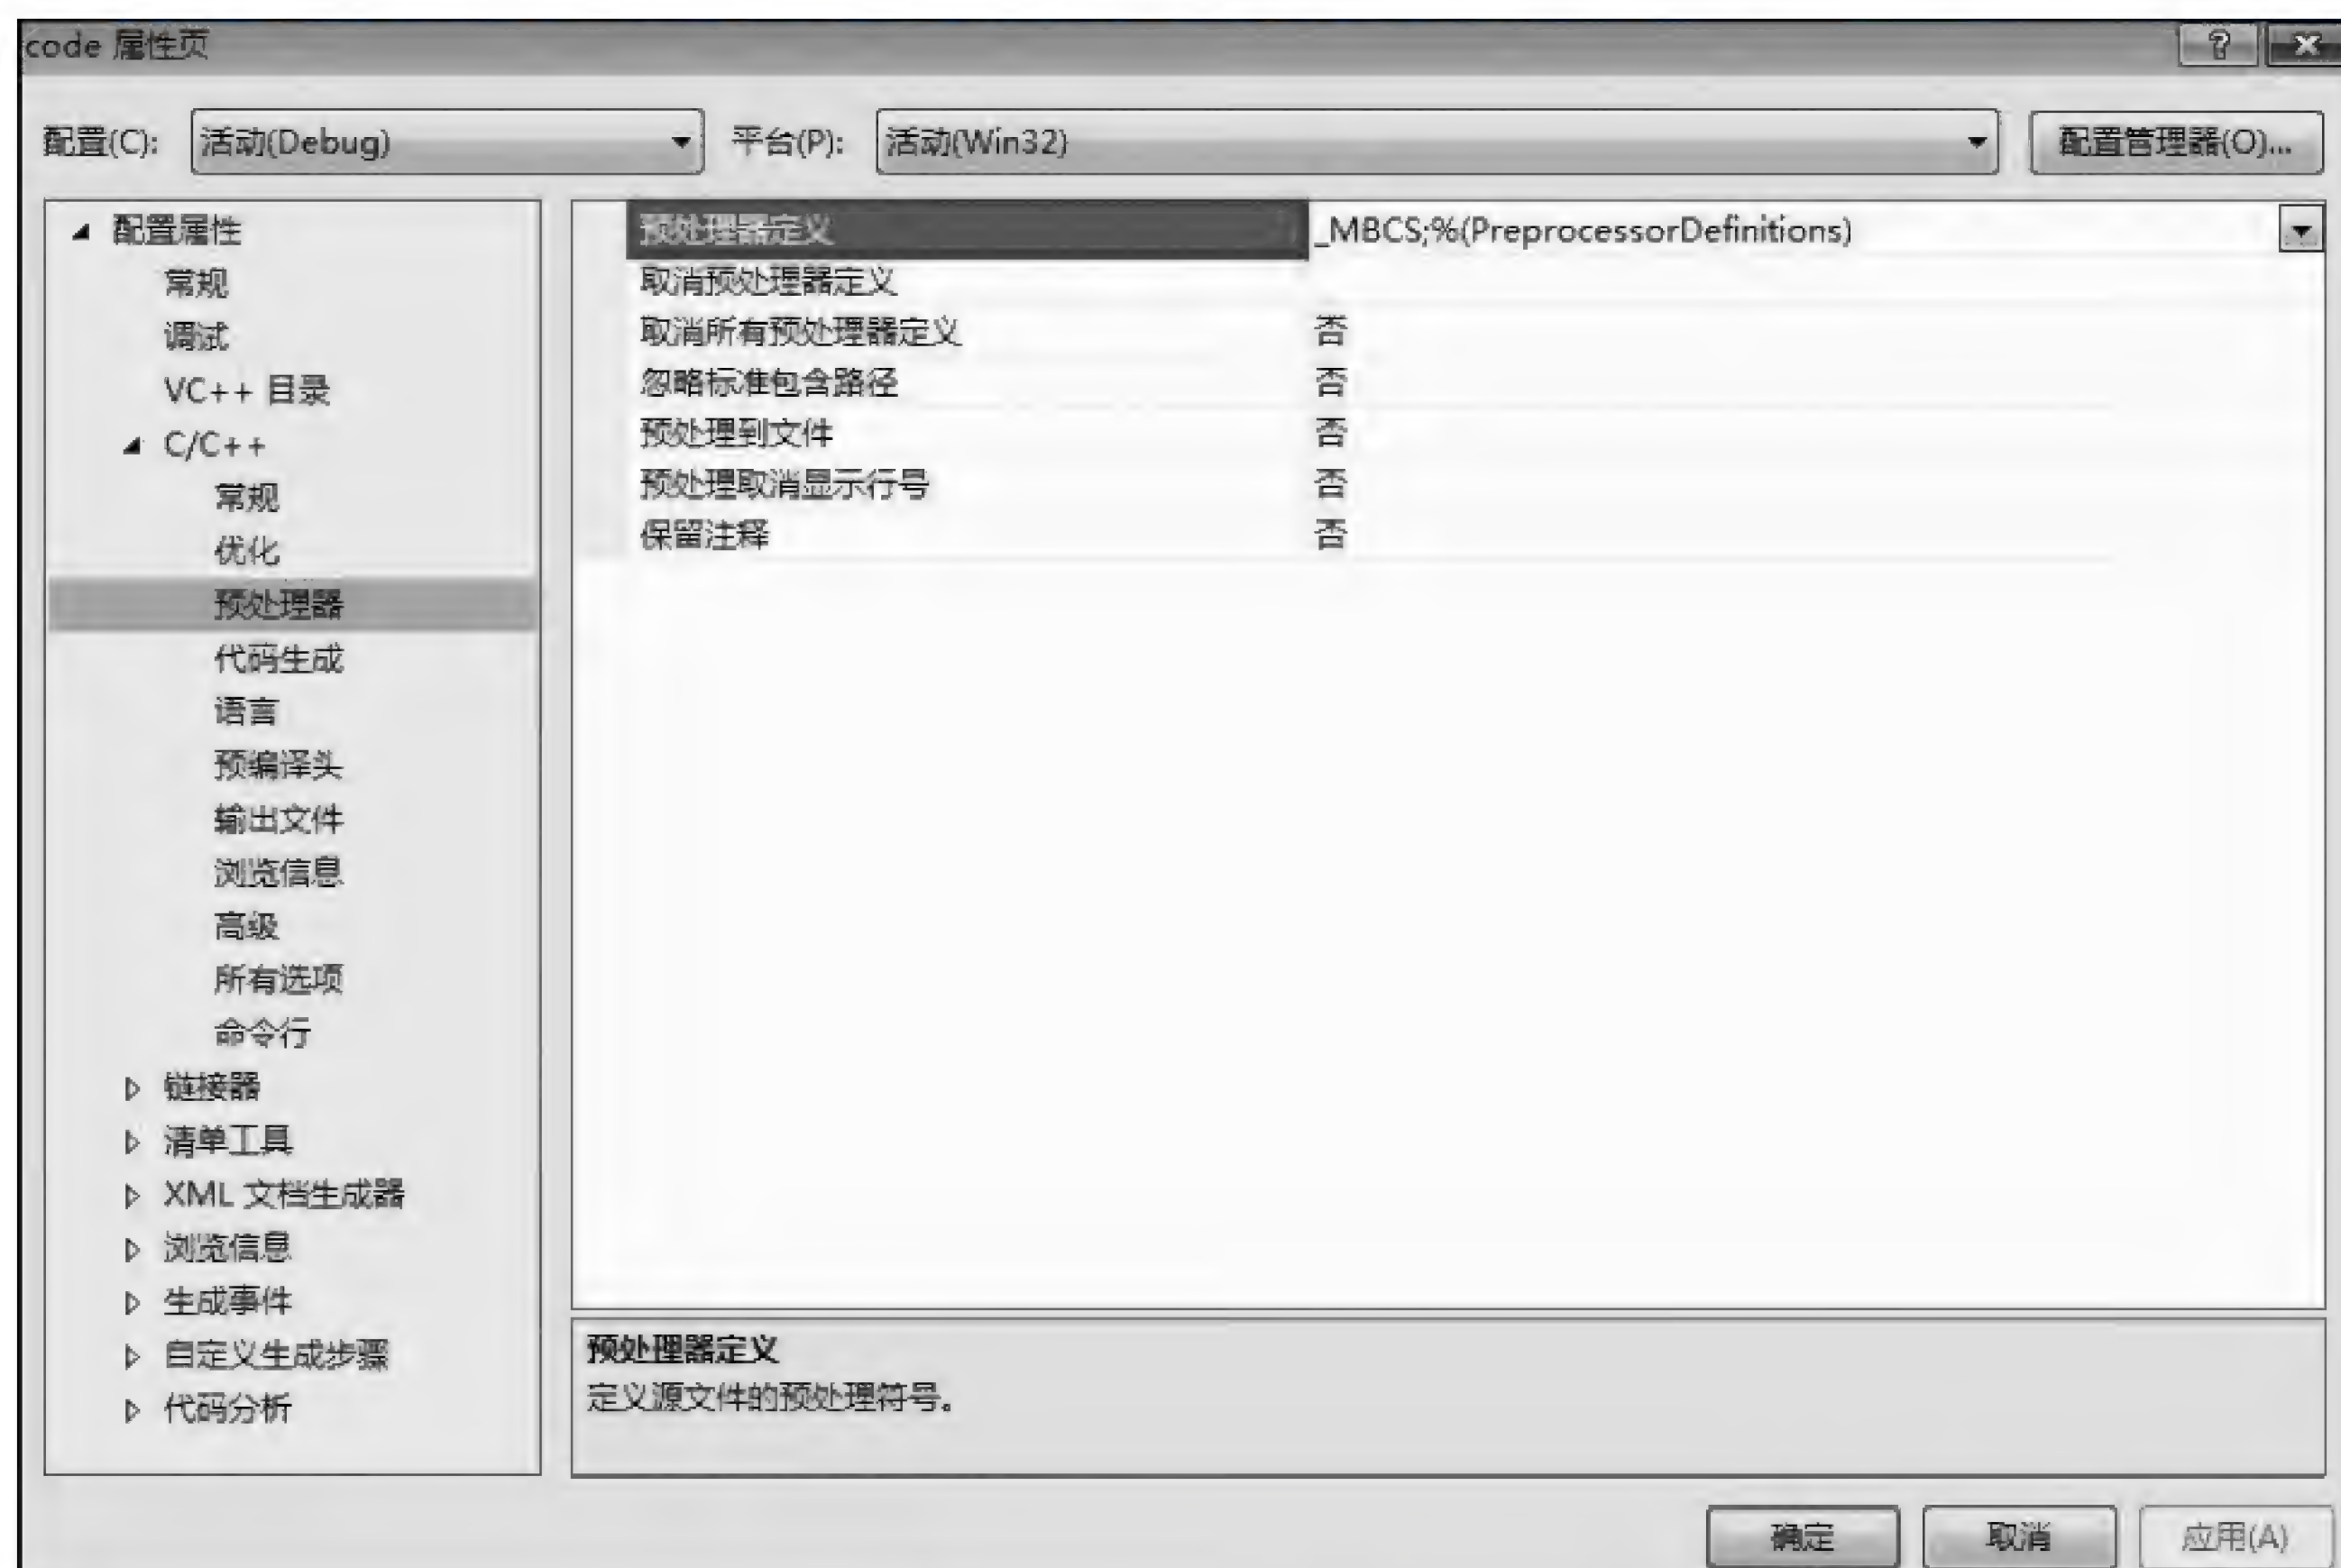 code 属性页
配置(C): 活动(Debug) 平台(P): 活动(Win32) 配置管理器(O)...
配置属性
常规
调试
VC++ 目录
C/C++
常规
优化
预处理器
代码生成
语言
预编译头
输出文件
浏览信息
高级
所有选项
命令行
链接器
清单工具
XML 文档生成器
浏览信息
生成事件
自定义生成步骤
代码分析
预处理器定义 _MBCS;%(PreprocessorDefinitions)
取消预处理器定义
取消所有预处理器定义 否
忽略标准包含路径 否
预处理到文件 否
预处理取消显示行号 否
保留注释 否
预处理器定义
定义源文件的预处理符号。
确定 取消 应用(A)